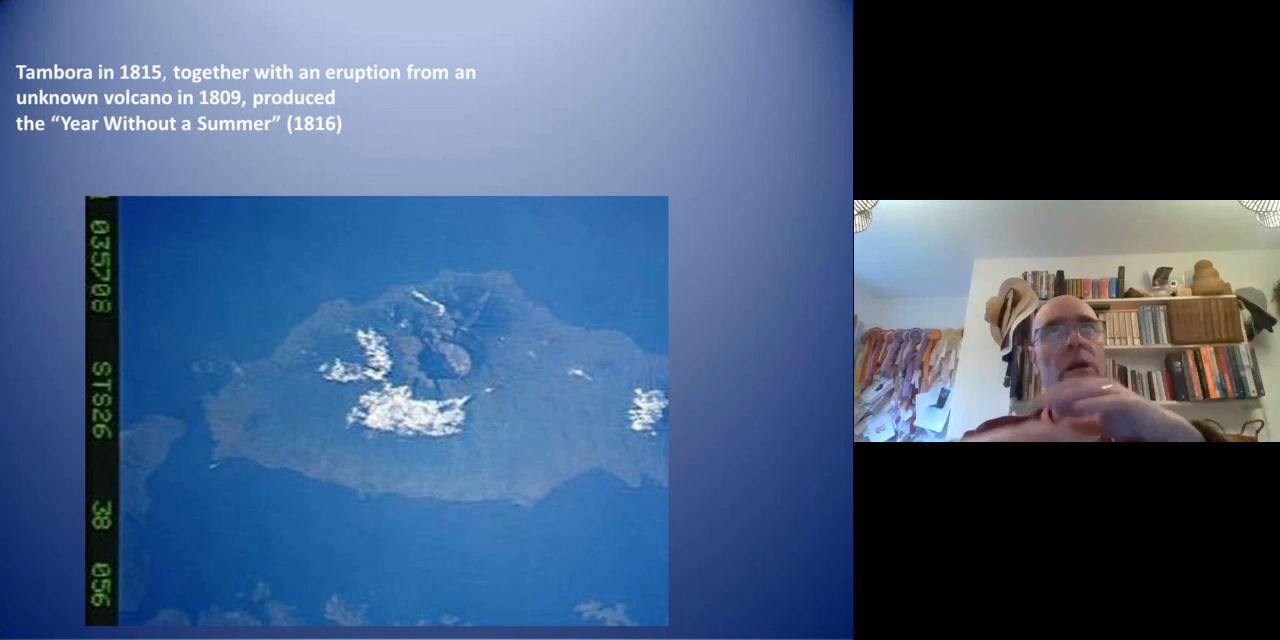 Tambora in 1815, together with an eruption from an
unknown volcano in 1809, produced
the “Year Without a Summer” (1816)
035708 STS26 38 056